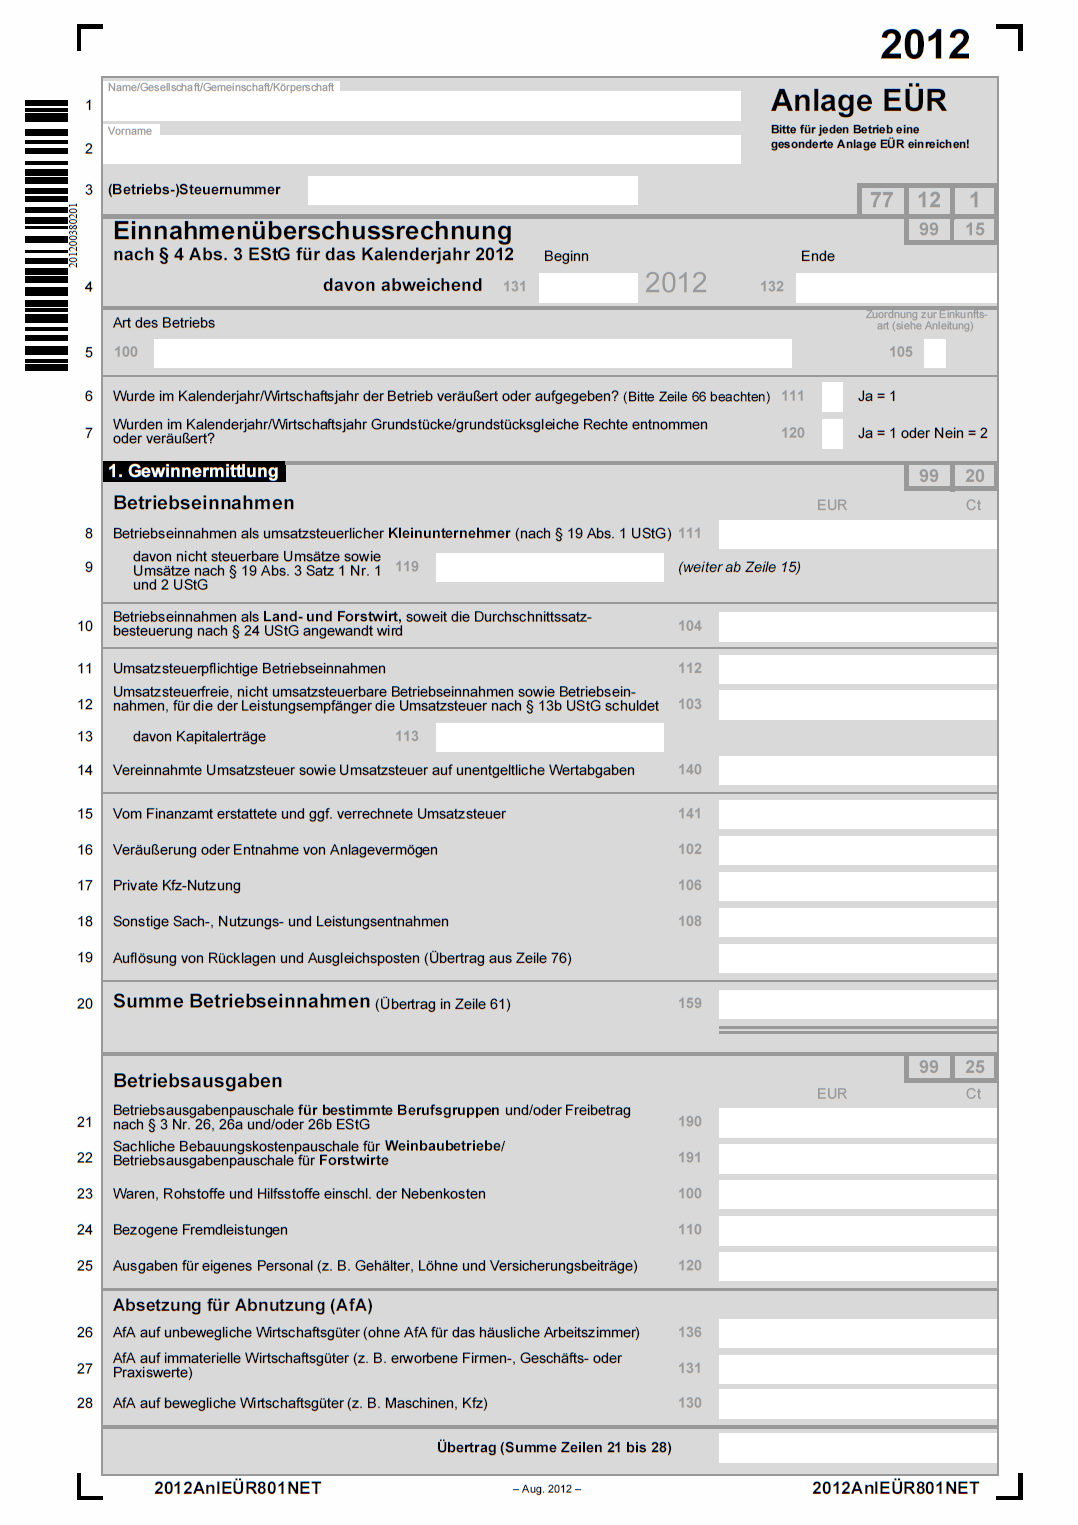 2012
Name/Gesellschaft/Gemeinschaft/Körperschaft
Anlage EÜR
1
Bitte für jeden Betrieb eine
gesonderte Anlage EÜR einreichen!
Vorname
2
3 (Betriebs-)Steuernummer
77 12 1
99 15
201200380201
Einnahmenüberschussrechnung
nach § 4 Abs. 3 EStG für das Kalenderjahr 2012
Beginn Ende
4 davon abweichend 131 2012 132
Art des Betriebs
Zuordnung zur Einkunfts-
art (siehe Anleitung)
5 100 105
6 Wurde im Kalenderjahr/Wirtschaftsjahr der Betrieb veräußert oder aufgegeben? (Bitte Zeile 66 beachten) 111 Ja = 1
7 Wurden im Kalenderjahr/Wirtschaftsjahr Grundstücke/grundstücksgleiche Rechte entnommen
oder veräußert? 120 Ja = 1 oder Nein = 2
1. Gewinnermittlung
99 20
Betriebseinnahmen EUR Ct
8 Betriebseinnahmen als umsatzsteuerlicher Kleinunternehmer (nach § 19 Abs. 1 UStG) 111
9 davon nicht steuerbare Umsätze sowie
Umsätze nach § 19 Abs. 3 Satz 1 Nr. 1 119 (weiter ab Zeile 15)
und 2 UStG
10 Betriebseinnahmen als Land- und Forstwirt, soweit die Durchschnittssatz-
besteuerung nach § 24 UStG angewandt wird 104
11 Umsatzsteuerpflichtige Betriebseinnahmen 112
12 Umsatzsteuerfreie, nicht umsatzsteuerbare Betriebseinnahmen sowie Betriebsein-
nahmen, für die der Leistungsempfänger die Umsatzsteuer nach § 13b UStG schuldet 103
13 davon Kapitalerträge 113
14 Vereinnahmte Umsatzsteuer sowie Umsatzsteuer auf unentgeltliche Wertabgaben 140
15 Vom Finanzamt erstattete und ggf. verrechnete Umsatzsteuer 141
16 Veräußerung oder Entnahme von Anlagevermögen 102
17 Private Kfz-Nutzung 106
18 Sonstige Sach-, Nutzungs- und Leistungsentnahmen 108
19 Auflösung von Rücklagen und Ausgleichsposten (Übertrag aus Zeile 76)
20 Summe Betriebseinnahmen (Übertrag in Zeile 61) 159
99 25
Betriebsausgaben EUR Ct
21 Betriebsausgabenpauschale für bestimmte Berufsgruppen und/oder Freibetrag
nach § 3 Nr. 26, 26a und/oder 26b EStG 190
22 Sachliche Bebauungskostenpauschale für Weinbaubetriebe/
Betriebsausgabenpauschale für Forstwirte 191
23 Waren, Rohstoffe und Hilfsstoffe einschl. der Nebenkosten 100
24 Bezogene Fremdleistungen 110
25 Ausgaben für eigenes Personal (z. B. Gehälter, Löhne und Versicherungsbeiträge) 120
Absetzung für Abnutzung (AfA)
26 AfA auf unbewegliche Wirtschaftsgüter (ohne AfA für das häusliche Arbeitszimmer) 136
27 AfA auf immaterielle Wirtschaftsgüter (z. B. erworbene Firmen-, Geschäfts- oder
Praxiswerte) 131
28 AfA auf bewegliche Wirtschaftsgüter (z. B. Maschinen, Kfz) 130
Übertrag (Summe Zeilen 21 bis 28)
2012AnlEÜR801NET – Aug. 2012 – 2012AnlEÜR801NET